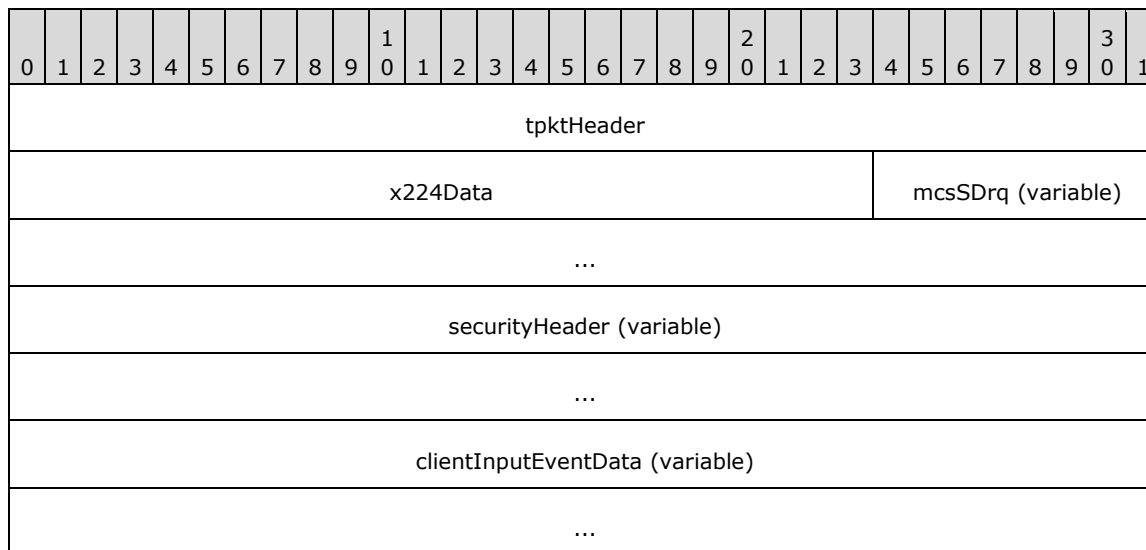 1 2 3
0 1 2 3 4 5 6 7 8 9 0 1 2 3 4 5 6 7 8 9 0 1 2 3 4 5 6 7 8 9 0 1
tpktHeader
x224Data mcsSDrq (variable)
...
securityHeader (variable)
...
clientInputEventData (variable)
...